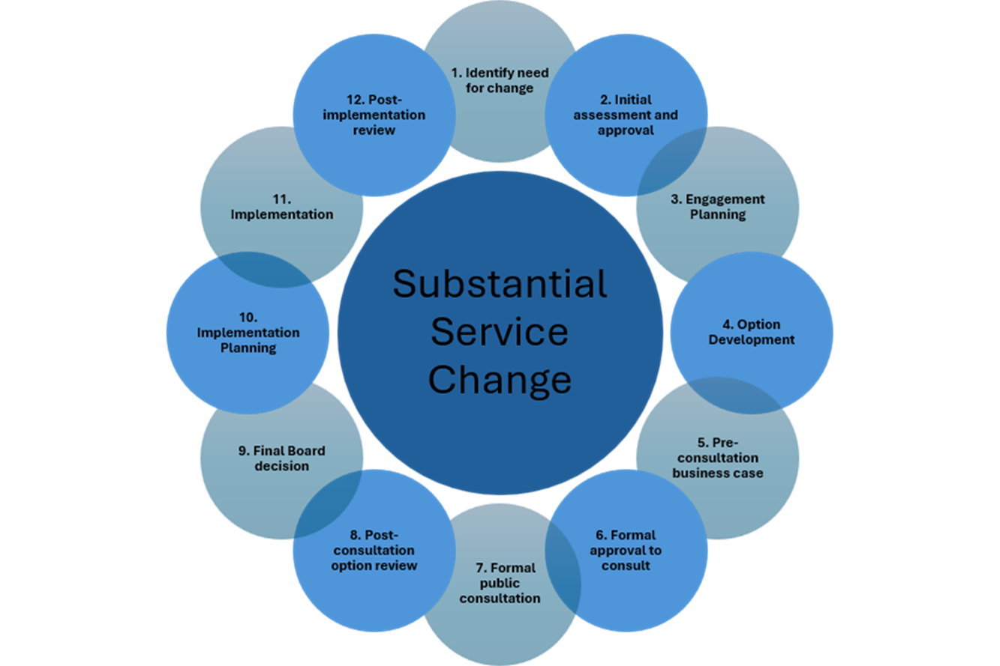 1. Identify need
for change
2. Initial
assessment and
approval
3. Engagement
Planning
4. Option
Development
5. Pre-
consultation
business case
6. Formal
approval to
consult
7. Formal
public
consultation
8. Post-
consultation
option review
9. Final Board
decision
10.
Implementation
Planning
11.
Implementation
12. Post-
implementation
review
Substantial
Service
Change